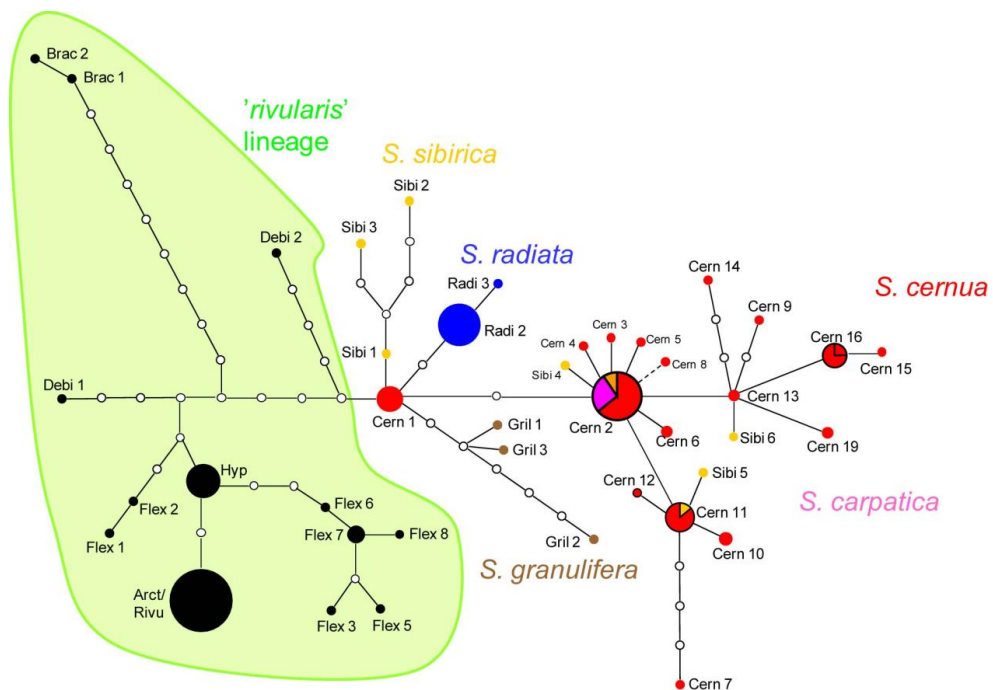 Brac 2
Brac 1
'rivularis'
lineage
S. sibirica
Sibi 2
Sibi 3
Debi 2
S. radiata
Radi 3
Radi 2
Sibi 1
Cern 14
Cern 9
S. cernua
Cern 16
Cern 15
Cern 3
Cern 4
Cern 5
Cern 8
Sibi 4
Debi 1
Cern 1
Cern 2
Cern 13
Gril 1
Gril 3
Cern 6
Sibi 6
Cern 19
Hyp
Flex 2
Flex 6
Flex 1
Flex 7
Flex 8
Cern 12
Sibi 5
Cern 11
S. carpatica
Gril 2
Cern 10
S. granulifera
Arct/
Rivu
Flex 3
Flex 5
Cern 7